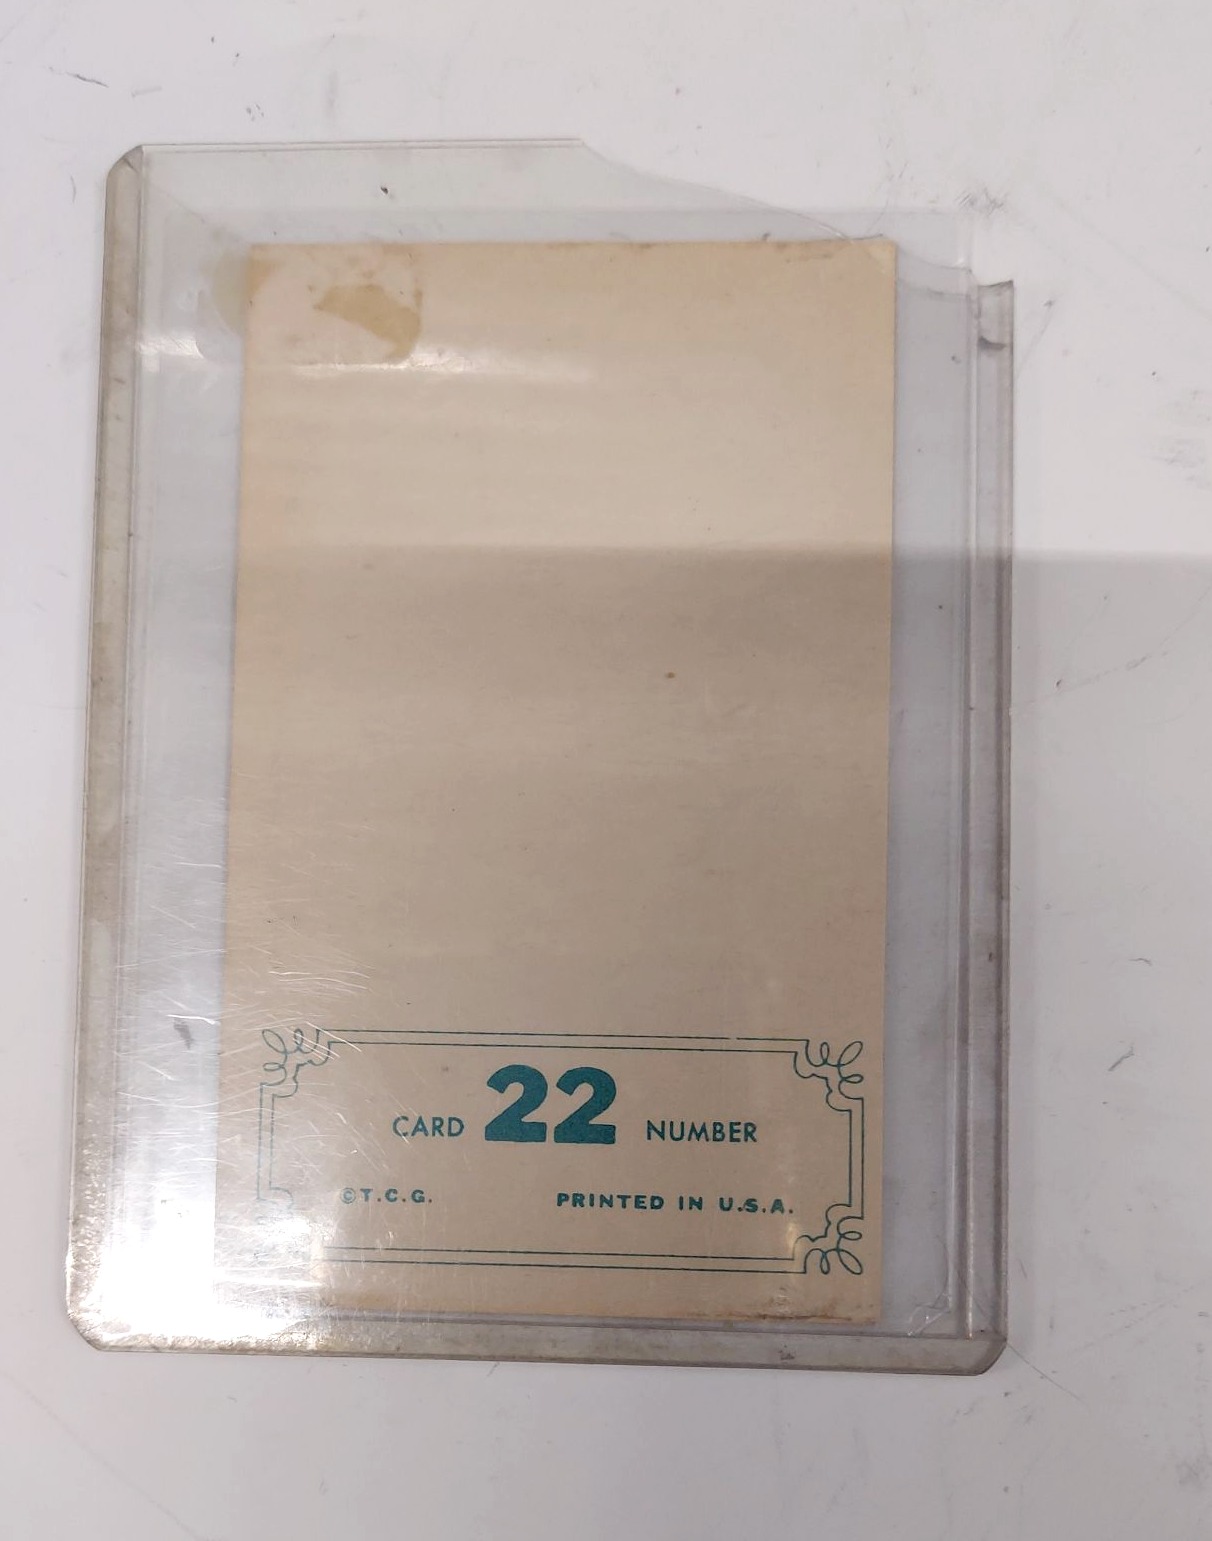 CARD 22 NUMBER
©T.C.G. PRINTED IN U.S.A.